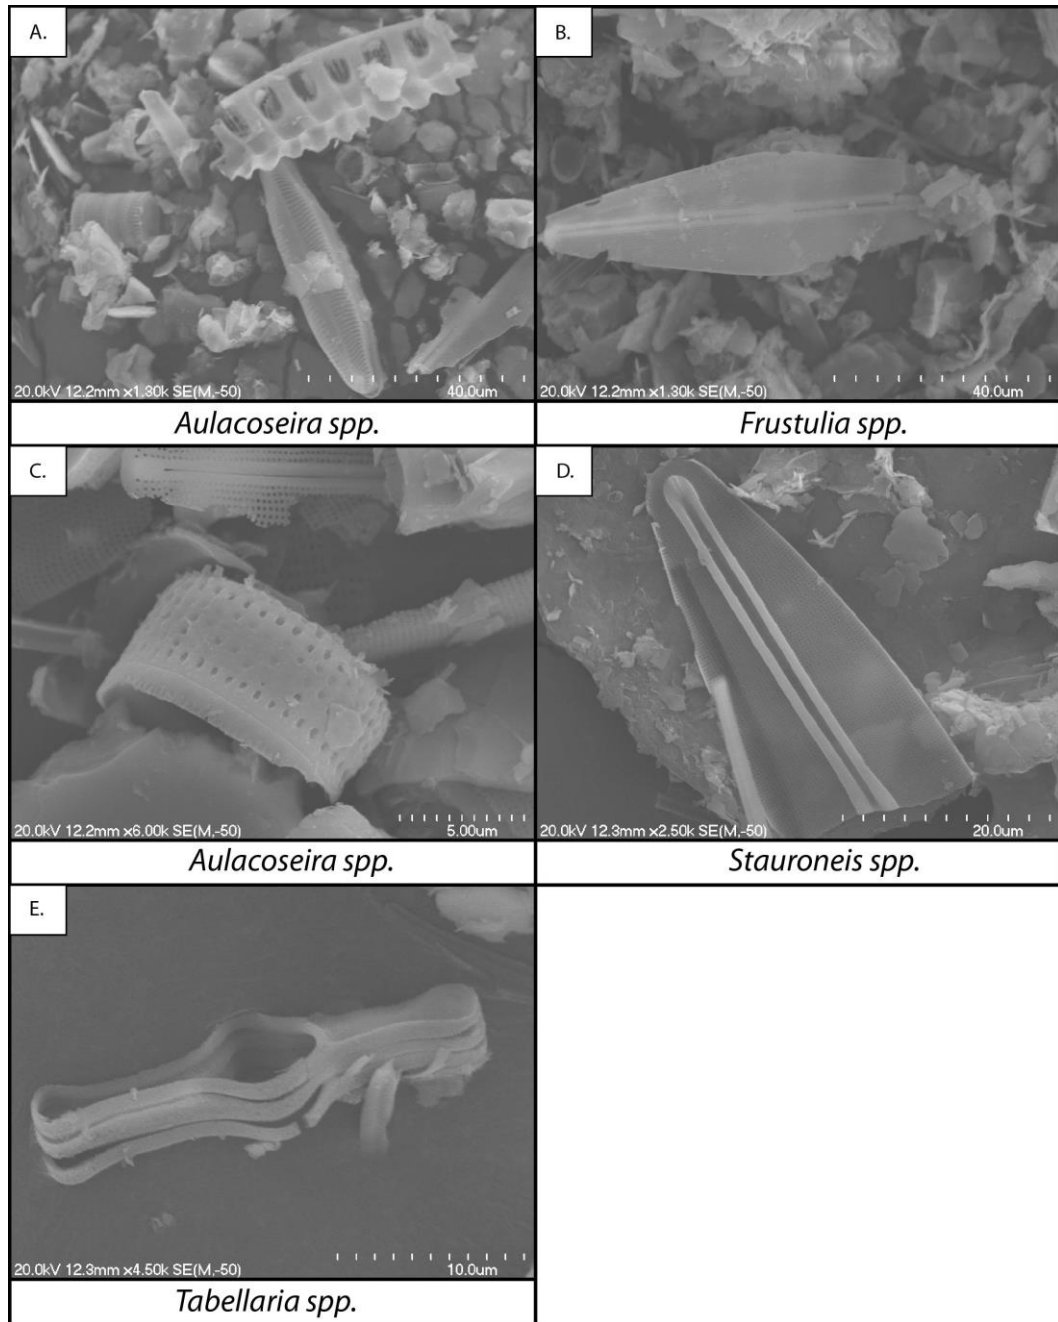 A.
20.0kV 12.2mm x1.30k SE(M,-50) 40.0um
Aulacoseira spp.
B.
20.0kV 12.2mm x1.30k SE(M,-50) 40.0um
Frustulia spp.
C.
20.0kV 12.2mm x6.00k SE(M,-50) 5.00um
Aulacoseira spp.
D.
20.0kV 12.3mm x2.50k SE(M,-50) 20.0um
Stauroneis spp.
E.
20.0kV 12.3mm x4.50k SE(M,-50) 10.0um
Tabellaria spp.